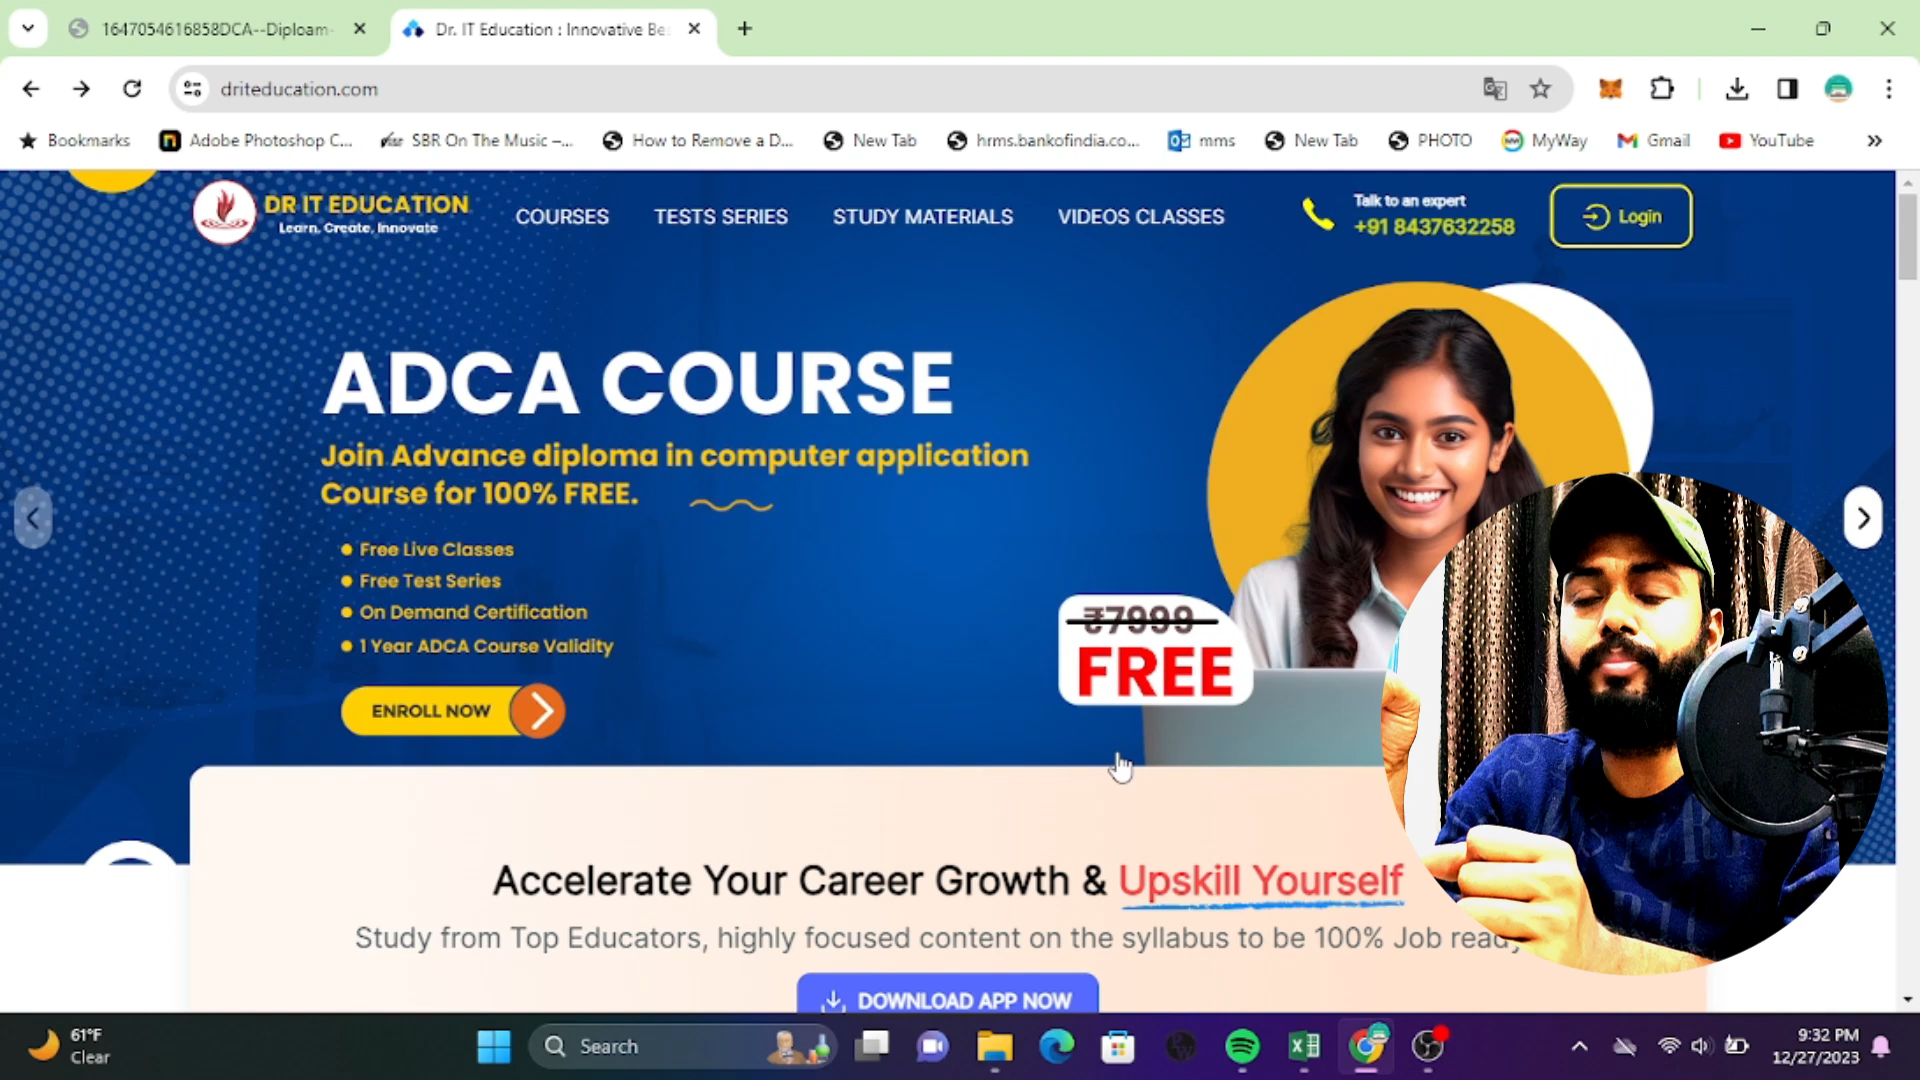 1647054616858DCA--Diploam-
Dr. IT Education : Innovative Be
driteducation.com
Bookmarks
Adobe Photoshop C...
SBR On The Music –...
How to Remove a D...
New Tab
hrms.bankofindia.co...
mms
New Tab
PHOTO
MyWay
Gmail
YouTube
DR IT EDUCATION
Learn, Create, Innovate
COURSES
TESTS SERIES
STUDY MATERIALS
VIDEOS CLASSES
Talk to an expert
+91 8437632258
Login
ADCA COURSE
Join Advance diploma in computer application
Course for 100% FREE.
Free Live Classes
Free Test Series
On Demand Certification
1 Year ADCA Course Validity
ENROLL NOW
₹7999
FREE
Accelerate Your Career Growth & Upskill Yourself
Study from Top Educators, highly focused content on the syllabus to be 100% Job ready
DOWNLOAD APP NOW
61°F
Clear
Search
9:32 PM
12/27/2023